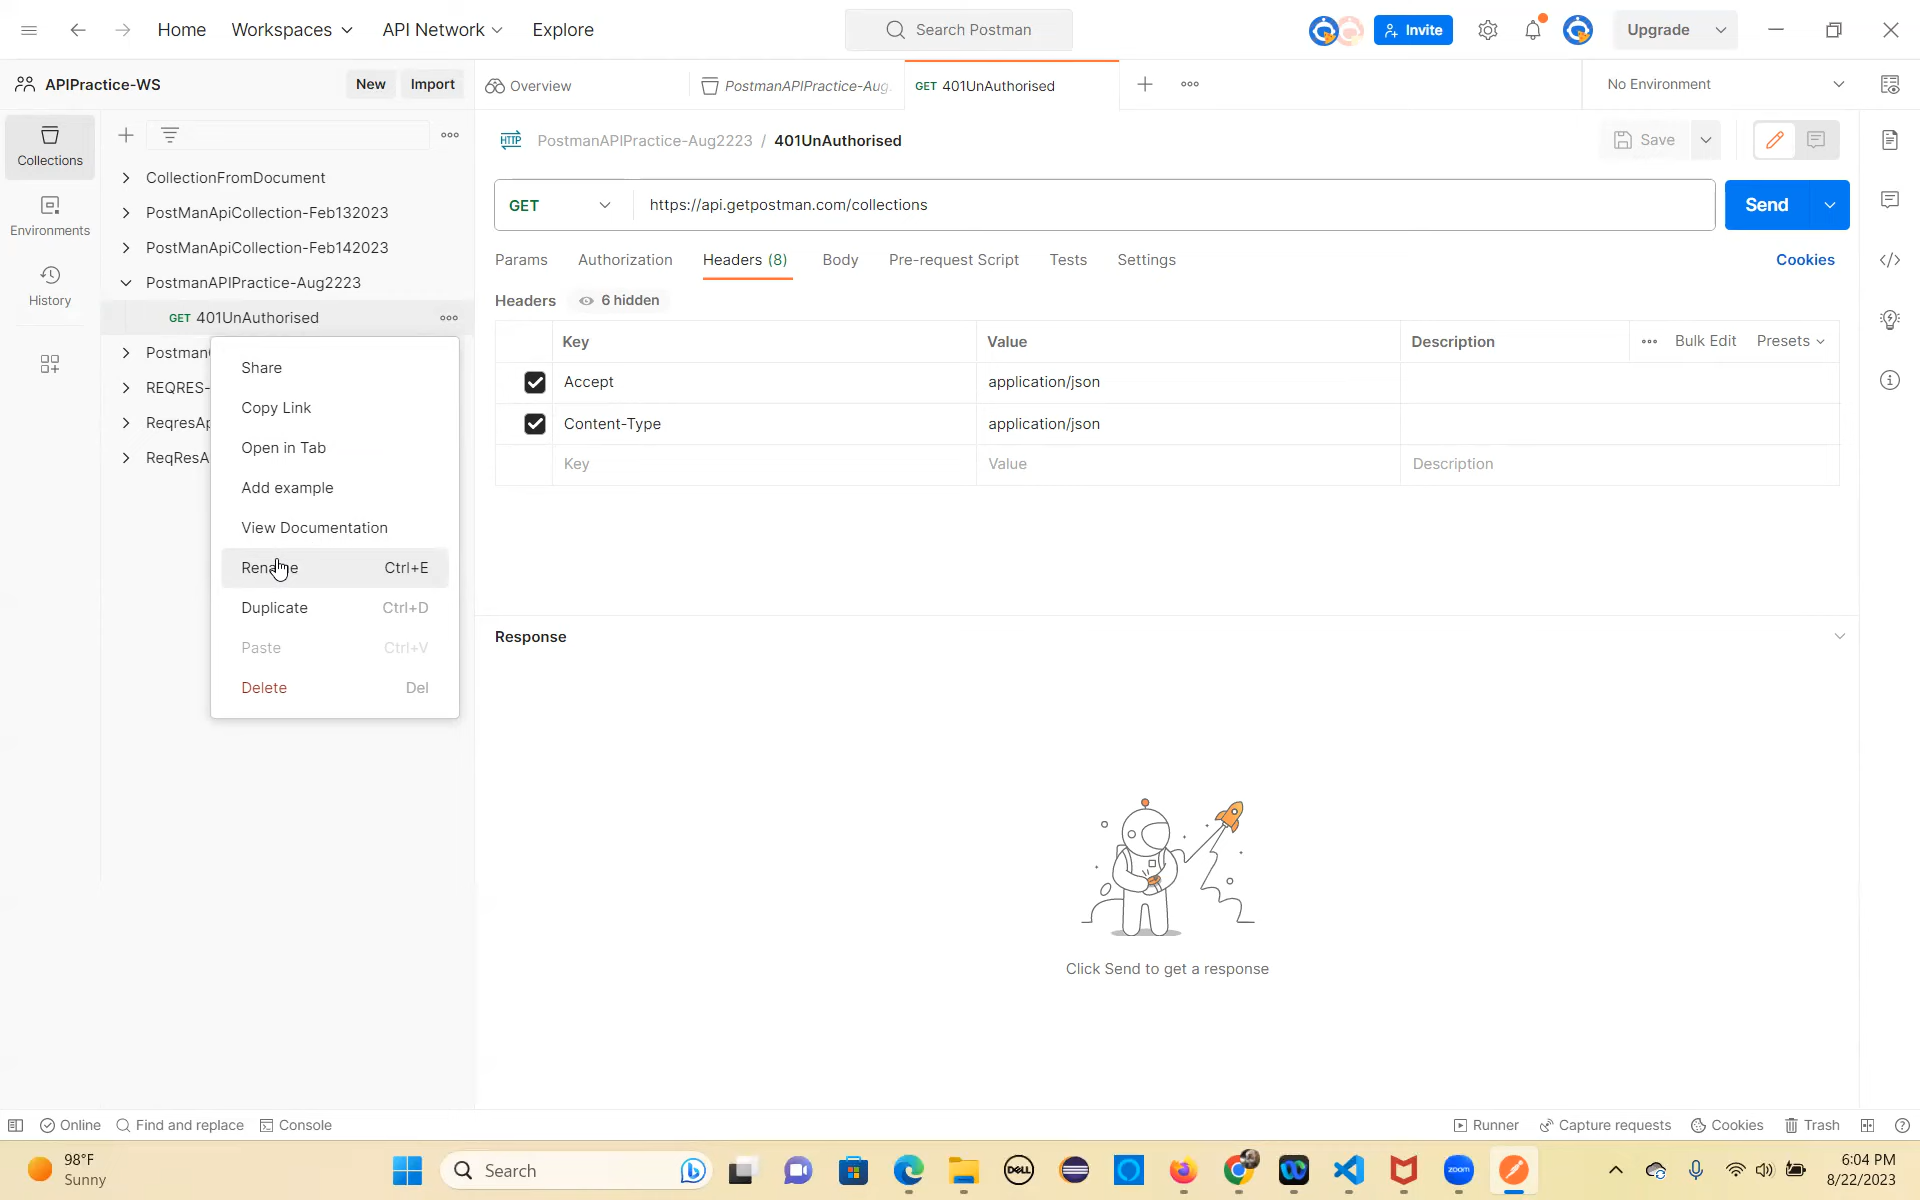 Home Workspaces API Network Explore Search Postman Invite Upgrade
APIPractice-WS New Import Overview PostmanAPIPractice-Aug GET 401UnAuthorised No Environment
HTTP PostmanAPIPractice-Aug2223 / 401UnAuthorised Save
Collections
CollectionFromDocument
PostManApiCollection-Feb132023
GET https://api.getpostman.com/collections Send
Environments
PostManApiCollection-Feb142023
Params Authorization Headers (8) Body Pre-request Script Tests Settings Cookies
PostmanAPIPractice-Aug2223
History
Headers 6 hidden
GET 401UnAuthorised
Key Value Description Bulk Edit Presets
Postman
Share
Accept application/json
REQRES-
Copy Link
Content-Type application/json
ReqresAp
Open in Tab
ReqResA
Key Value Description
Add example
View Documentation
Rename Ctrl+E
Duplicate Ctrl+D
Paste Ctrl+V
Delete Del
Response
Click Send to get a response
Online Find and replace Console Runner Capture requests Cookies Trash
98°F
Sunny
Search
DELL
zoom
6:04 PM
8/22/2023